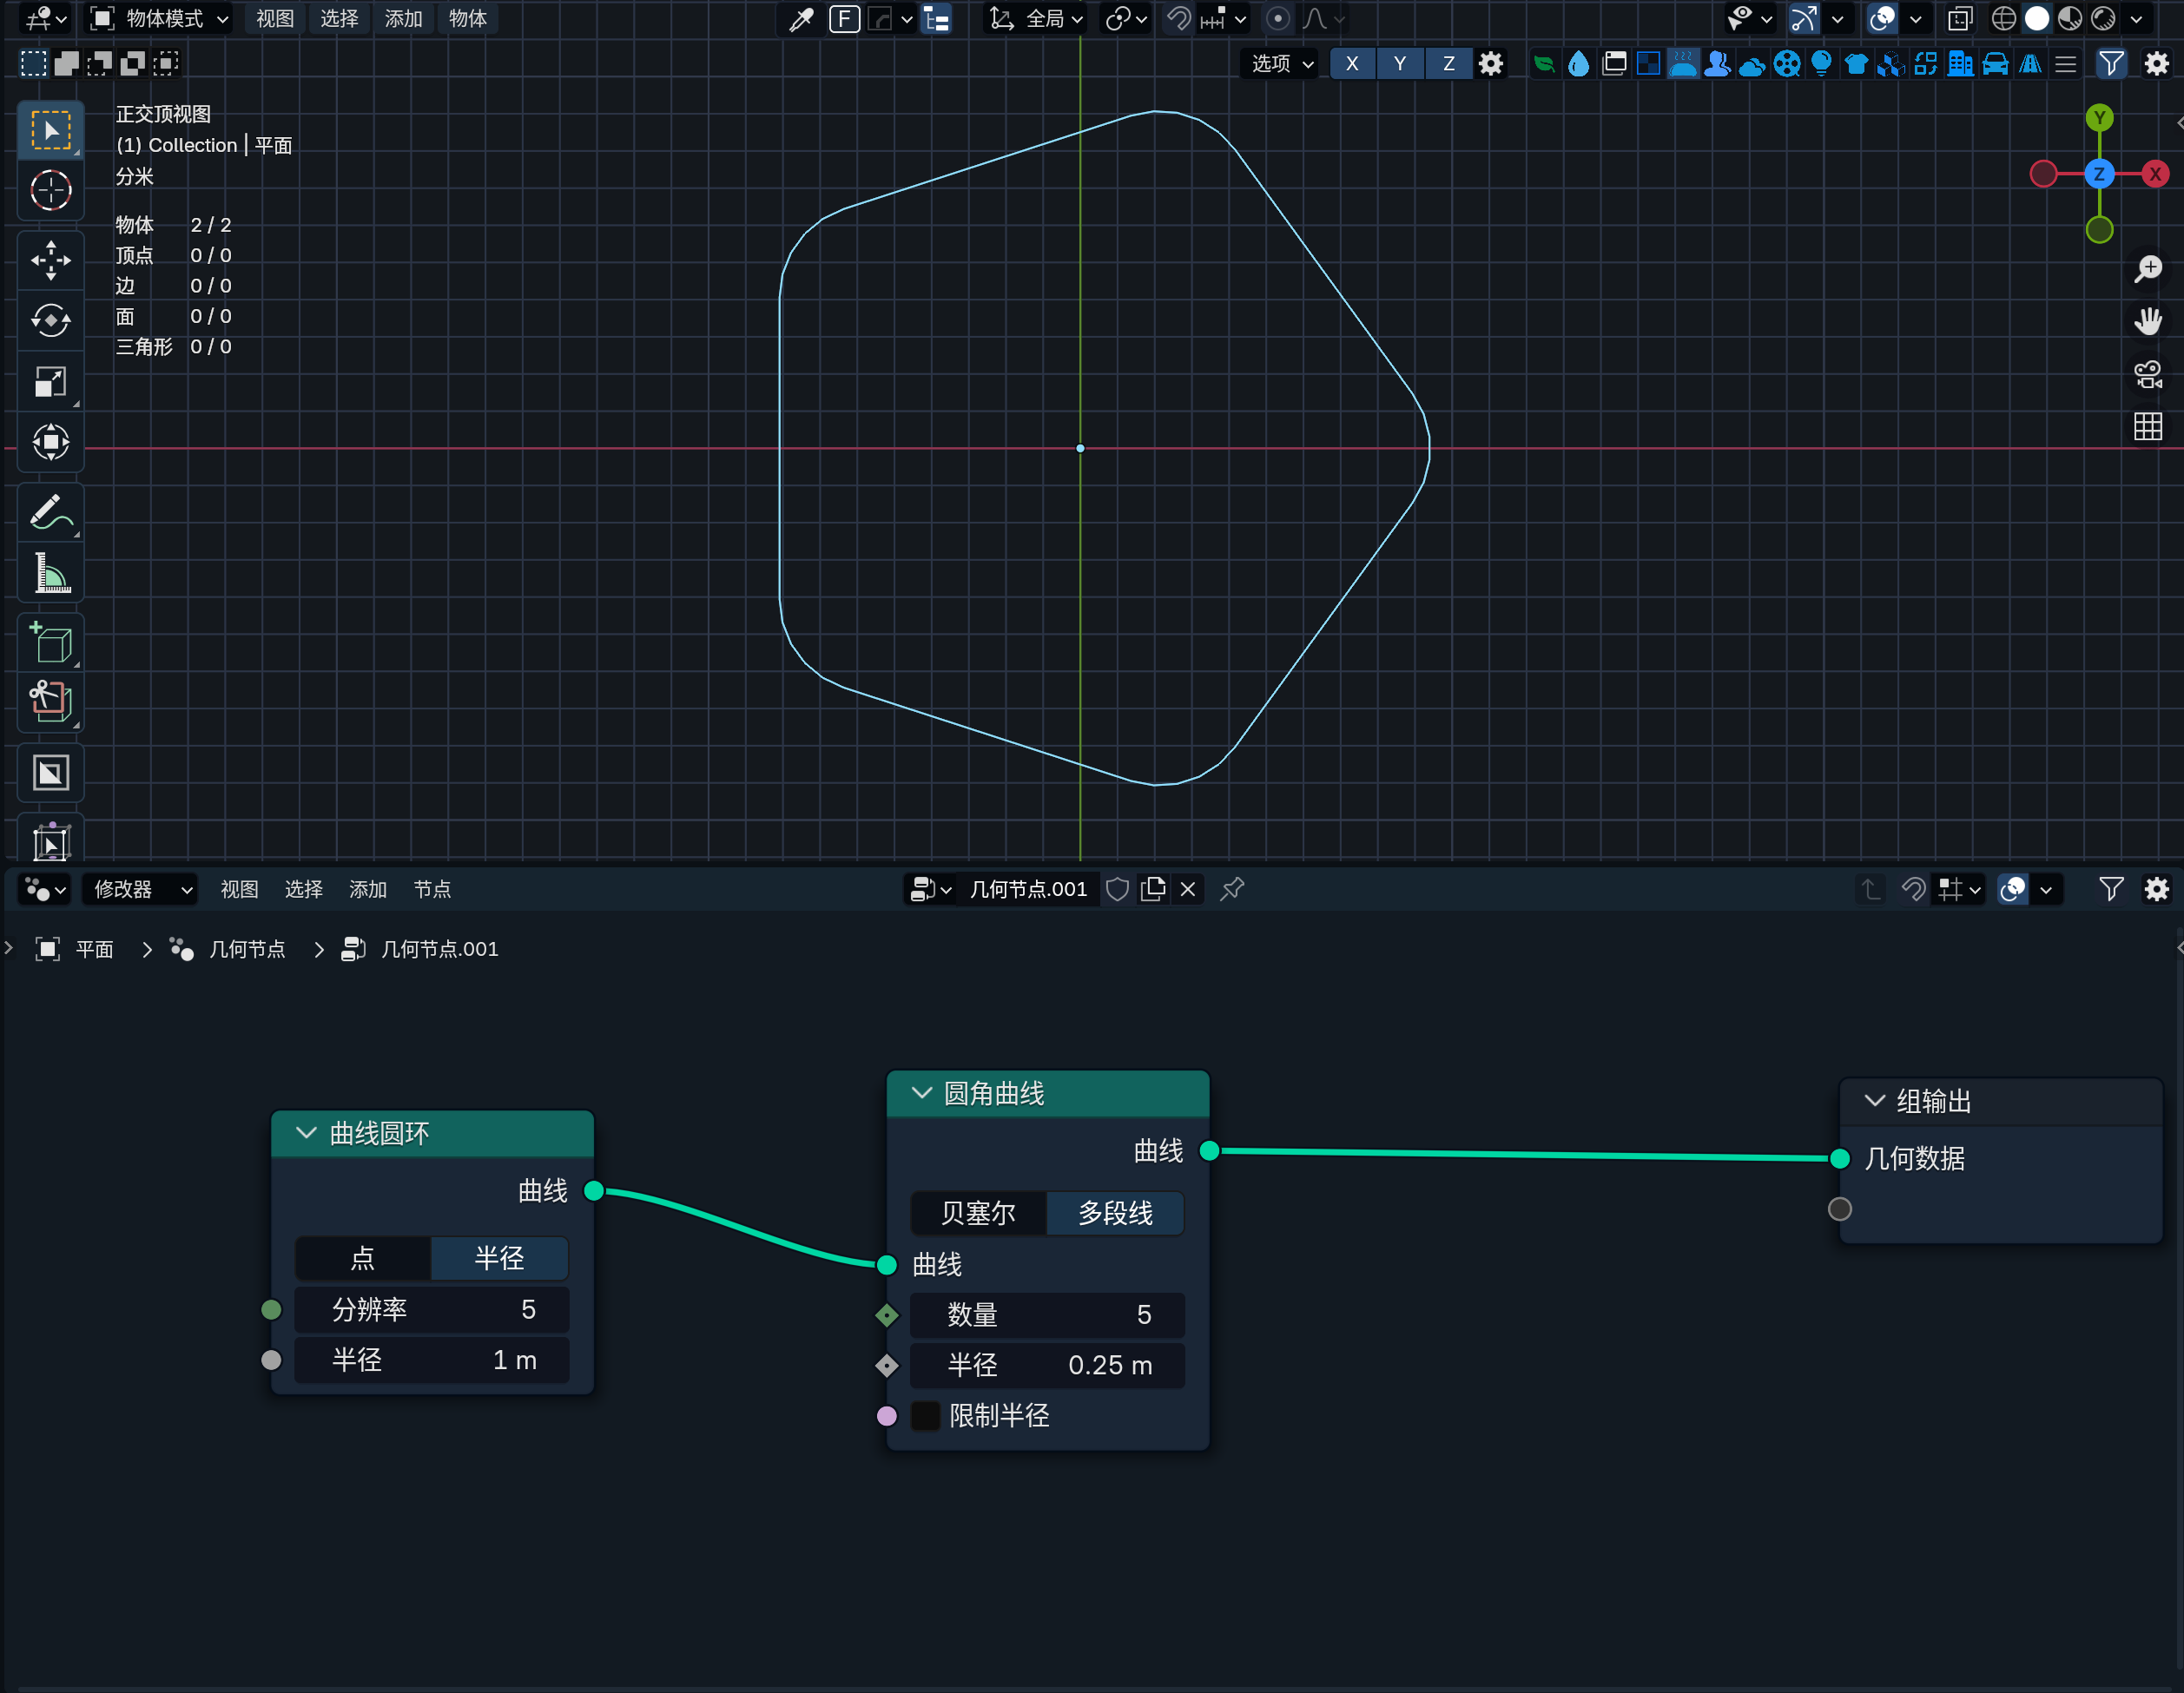 物体模式 视图 选择 添加 物体 F 全局
选项 X Y Z
正交顶视图
(1) Collection | 平面
分米
物体 2 / 2
顶点 0 / 0
边 0 / 0
面 0 / 0
三角形 0 / 0
Y
Z X
修改器 视图 选择 添加 节点 几何节点.001
平面 几何节点 几何节点.001
曲线圆环
曲线
点 半径
分辨率 5
半径 1 m
圆角曲线
曲线
贝塞尔 多段线
曲线
数量 5
半径 0.25 m
限制半径
组输出
几何数据